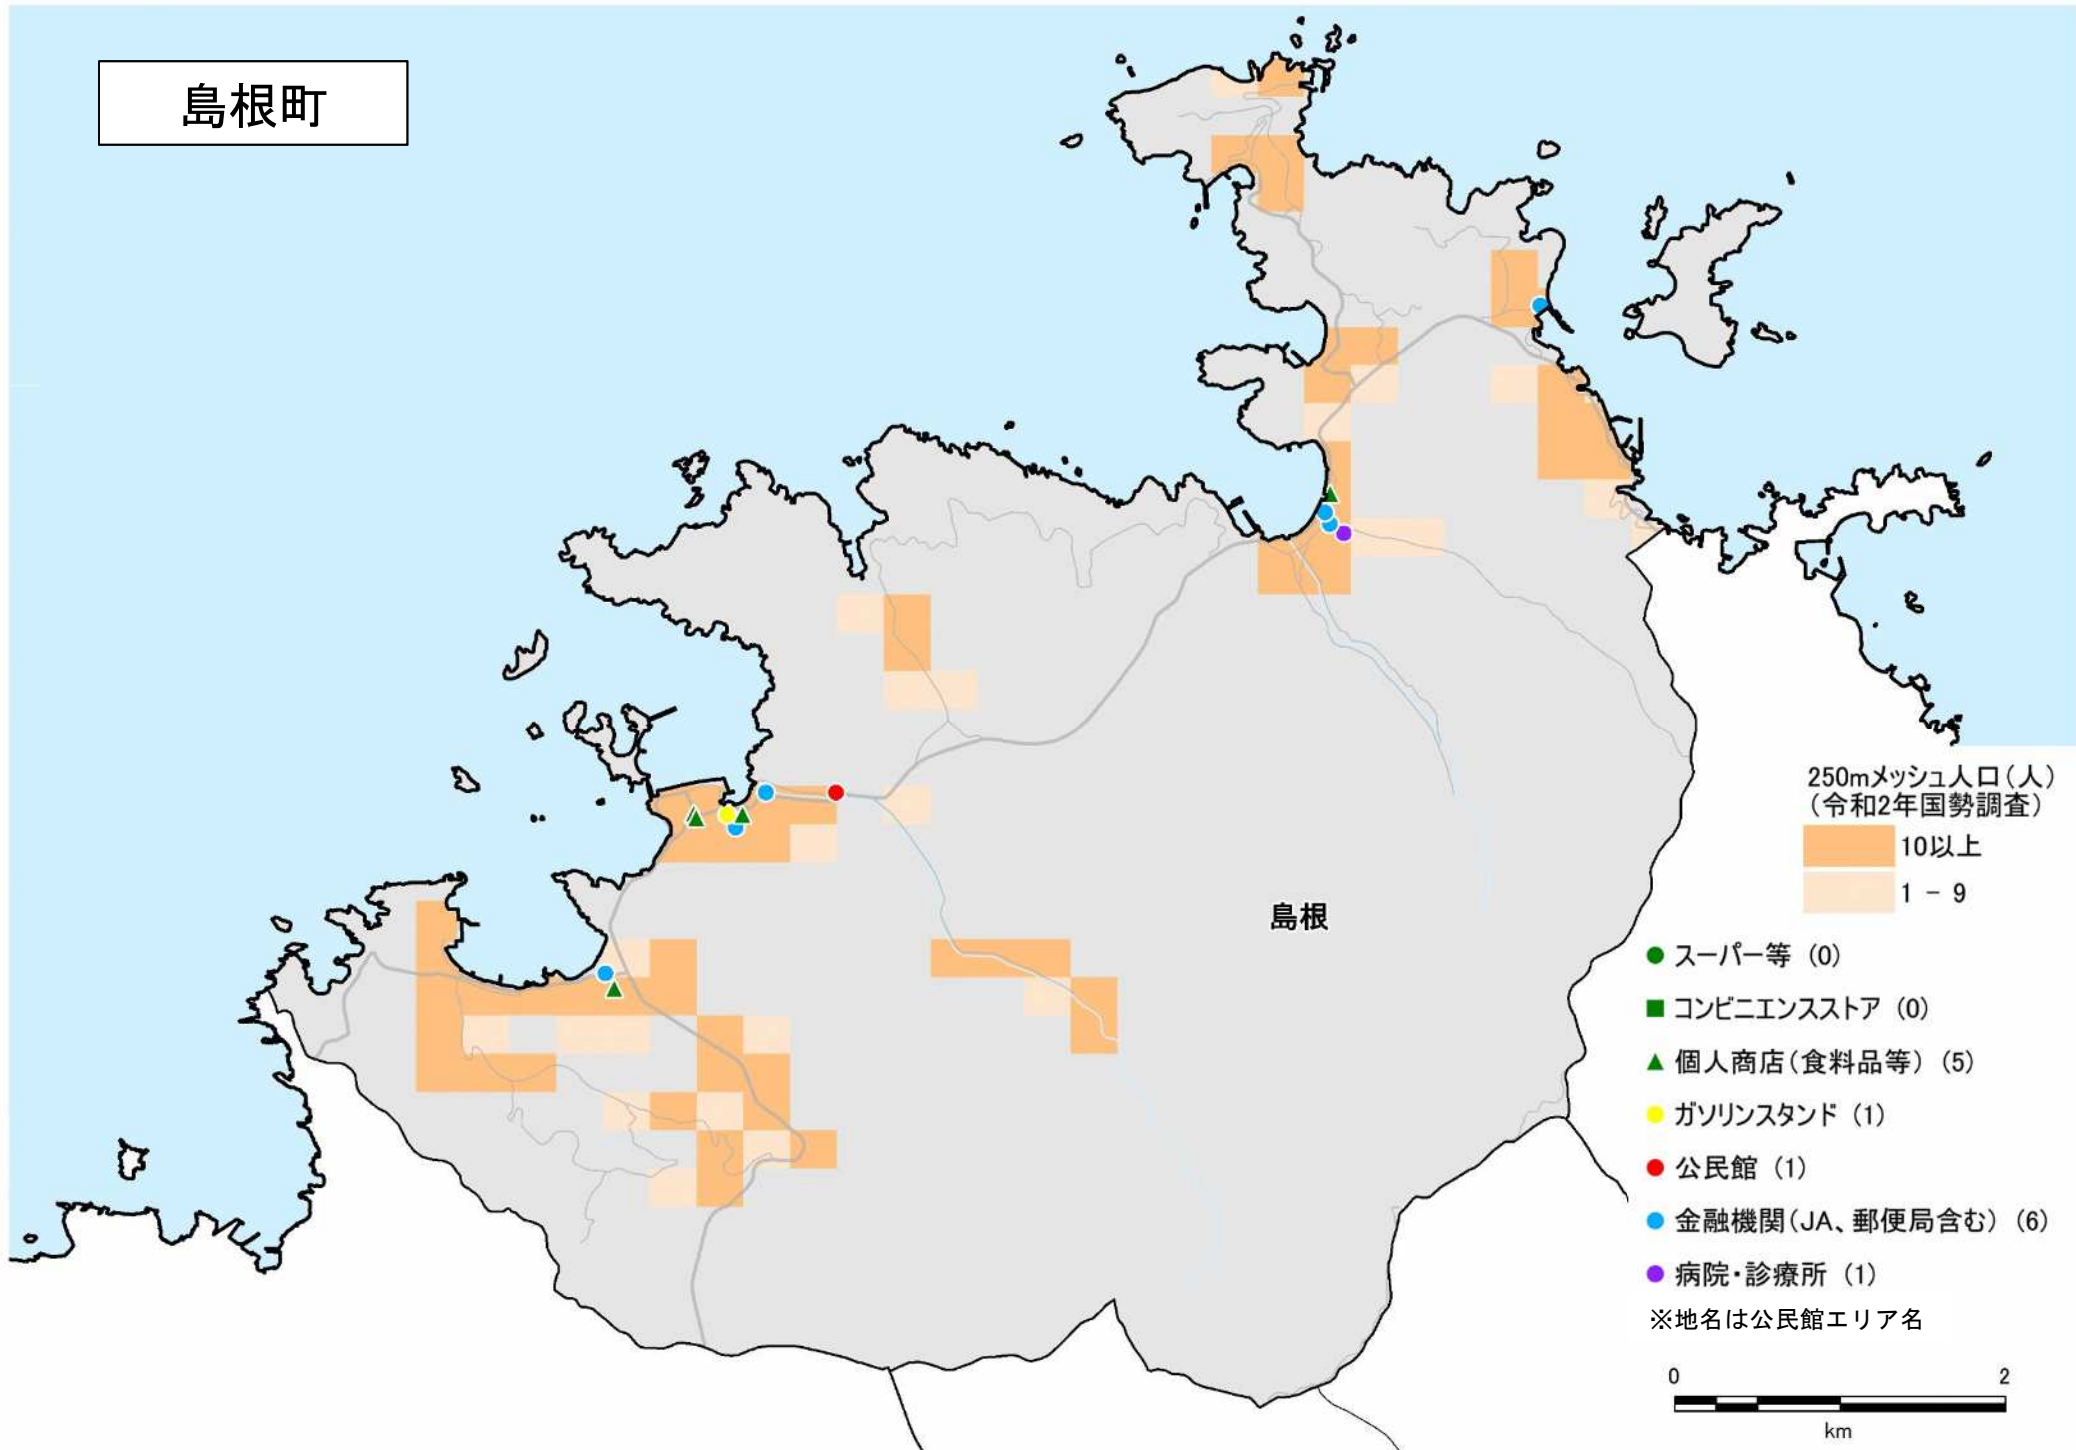 島根町
島根
250mメッシュ人口(人)
(令和2年国勢調査)
10以上
1 - 9
スーパー等 (0)
コンビニエンスストア (0)
個人商店(食料品等) (5)
ガソリンスタンド (1)
公民館 (1)
金融機関(JA、郵便局含む) (6)
病院・診療所 (1)
※地名は公民館エリア名
0 2
km